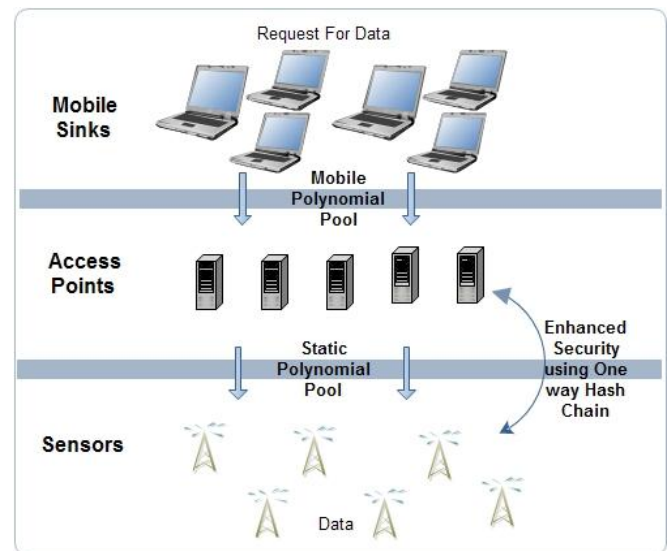 Request For Data
Mobile
Sinks
Mobile
Polynomial
Pool
Access
Points
Enhanced
Security
using One
way Hash
Chain
Static
Polynomial
Pool
Sensors
Data